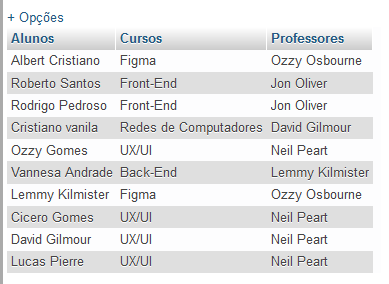 + Opções
Alunos Cursos Professores
Albert Cristiano Figma Ozzy Osbourne
Roberto Santos Front-End Jon Oliver
Rodrigo Pedroso Front-End Jon Oliver
Cristiano vanila Redes de Computadores David Gilmour
Ozzy Gomes UX/UI Neil Peart
Vannesa Andrade Back-End Lemmy Kilmister
Lemmy Kilmister Figma Ozzy Osbourne
Cicero Gomes UX/UI Neil Peart
David Gilmour UX/UI Neil Peart
Lucas Pierre UX/UI Neil Peart